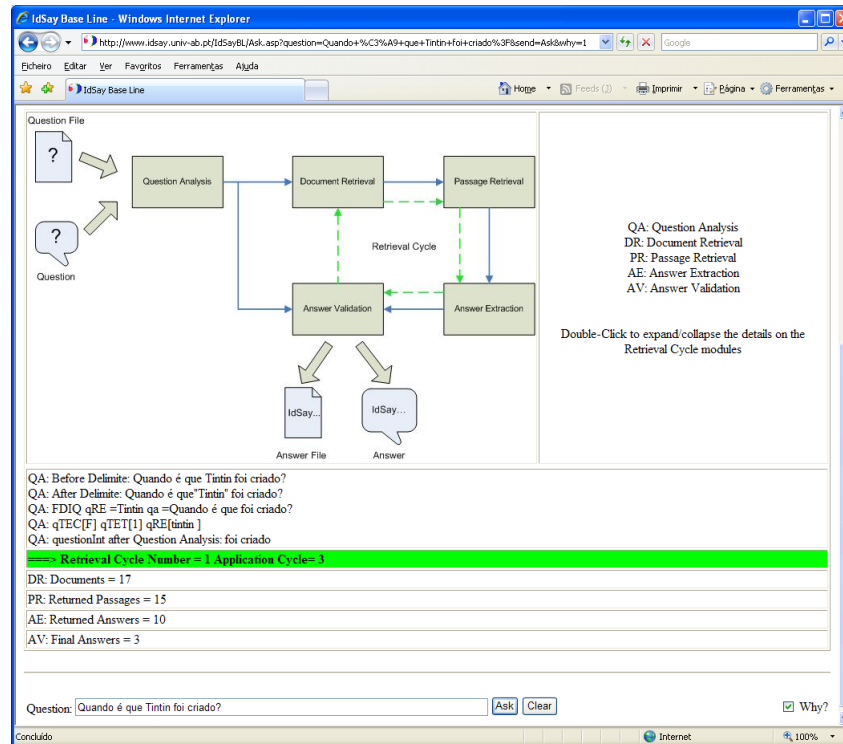 IdSay Base Line - Windows Internet Explorer
http://www.idsay.univ-ab.pt/IdSayBL/Ask.asp?question=Quando+%C3%A9+que+Tintin+foi+criado%3F&send=Ask&why=1
Google
Ficheiro Editar Ver Favoritos Ferramentas Ajuda
IdSay Base Line
Home Feeds (J) Imprimir Página Ferramentas
Question File
?
Question Analysis
Document Retrieval
Passage Retrieval
?
Retrieval Cycle
Question
Answer Validation
Answer Extraction
IdSay...
IdSay...
Answer File
Answer
QA: Question Analysis
DR: Document Retrieval
PR: Passage Retrieval
AE: Answer Extraction
AV: Answer Validation
Double-Click to expand/collapse the details on the
Retrieval Cycle modules
QA: Before Delimite: Quando é que Tintin foi criado?
QA: After Delimite: Quando é que"Tintin" foi criado?
QA: FDIQ qRE =Tintin qa =Quando é que foi criado?
QA: qTEC[F] qTET[1] qRE[tintin ]
QA: questionInt after Question Analysis: foi criado
===> Retrieval Cycle Number = 1 Application Cycle= 3
DR: Documents = 17
PR: Returned Passages = 15
AE: Returned Answers = 10
AV: Final Answers = 3
Question: Quando é que Tintin foi criado? Ask Clear Why?
Concluído Internet 100%